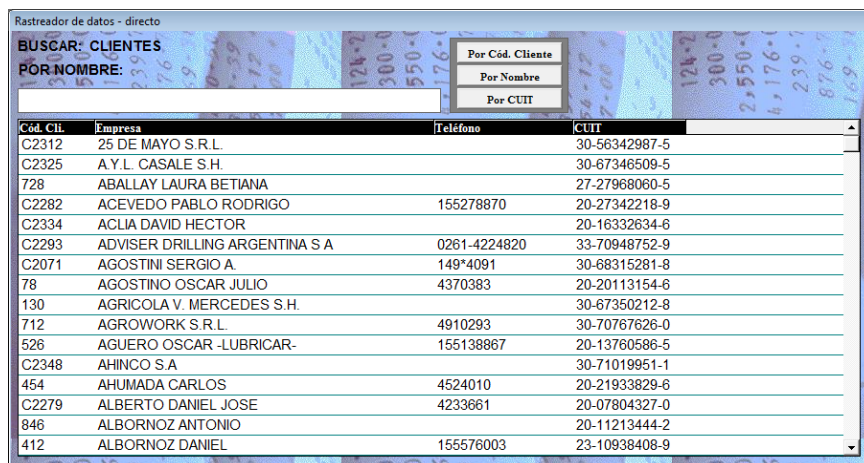 Rastreador de datos - directo
BUSCAR: CLIENTES
POR NOMBRE:
Por Cód. Cliente
Por Nombre
Por CUIT
Cód. Cli. Empresa Teléfono CUIT
C2312 25 DE MAYO S.R.L. 30-56342987-5
C2325 A.Y.L. CASALE S.H. 30-67346509-5
728 ABALLAY LAURA BETIANA 27-27968060-5
C2282 ACEVEDO PABLO RODRIGO 155278870 20-27342218-9
C2334 ACLIA DAVID HECTOR 20-16332634-6
C2293 ADVISER DRILLING ARGENTINA S A 0261-4224820 33-70948752-9
C2071 AGOSTINI SERGIO A. 149*4091 30-68315281-8
78 AGOSTINO OSCAR JULIO 4370383 20-20113154-6
130 AGRICOLA V. MERCEDES S.H. 30-67350212-8
712 AGROWORK S.R.L. 4910293 30-70767626-0
526 AGUERO OSCAR -LUBRICAR- 155138867 20-13760586-5
C2348 AHINCO S.A 30-71019951-1
454 AHUMADA CARLOS 4524010 20-21933829-6
C2279 ALBERTO DANIEL JOSE 4233661 20-07804327-0
846 ALBORNOZ ANTONIO 20-11213444-2
412 ALBORNOZ DANIEL 155576003 23-10938408-9